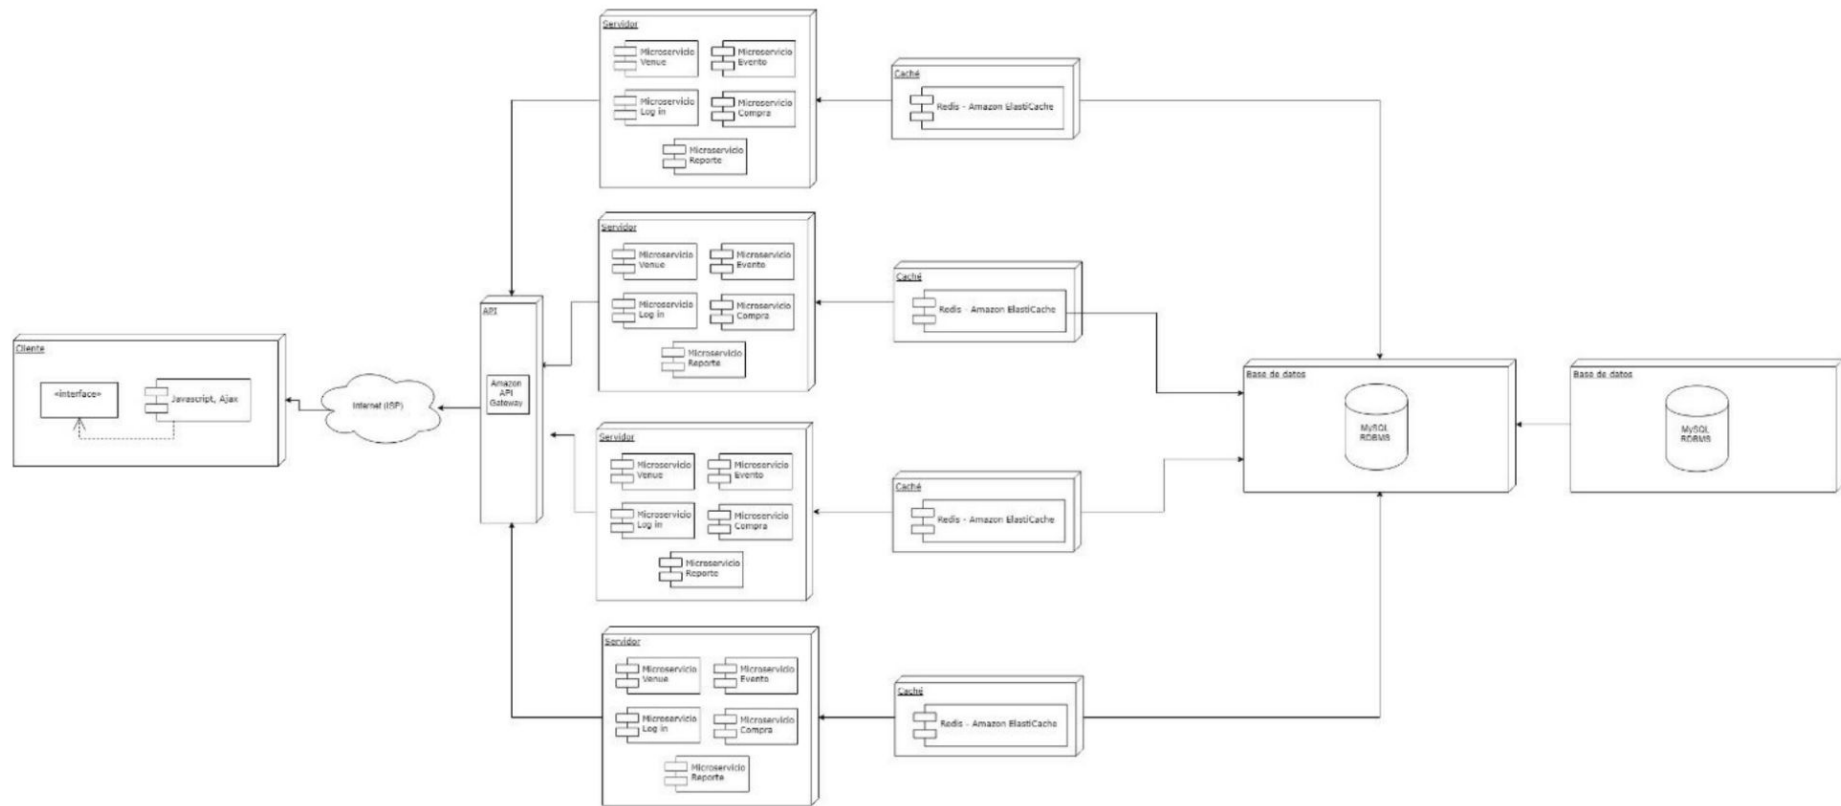 Cliente
«interface»
Javascript, Ajax
Internet (ISP)
API
Amazon
API
Gateway
Servidor
Microservicio
Venue
Microservicio
Evento
Microservicio
Log in
Microservicio
Compra
Microservicio
Reporte
Caché
Redis - Amazon ElastiCache
Servidor
Microservicio
Venue
Microservicio
Evento
Microservicio
Log in
Microservicio
Compra
Microservicio
Reporte
Caché
Redis - Amazon ElastiCache
Servidor
Microservicio
Venue
Microservicio
Evento
Microservicio
Log in
Microservicio
Compra
Microservicio
Reporte
Caché
Redis - Amazon ElastiCache
Servidor
Microservicio
Venue
Microservicio
Evento
Microservicio
Log in
Microservicio
Compra
Microservicio
Reporte
Caché
Redis - Amazon ElastiCache
Base de datos
MySQL
RDBMS
Base de datos
MySQL
RDBMS